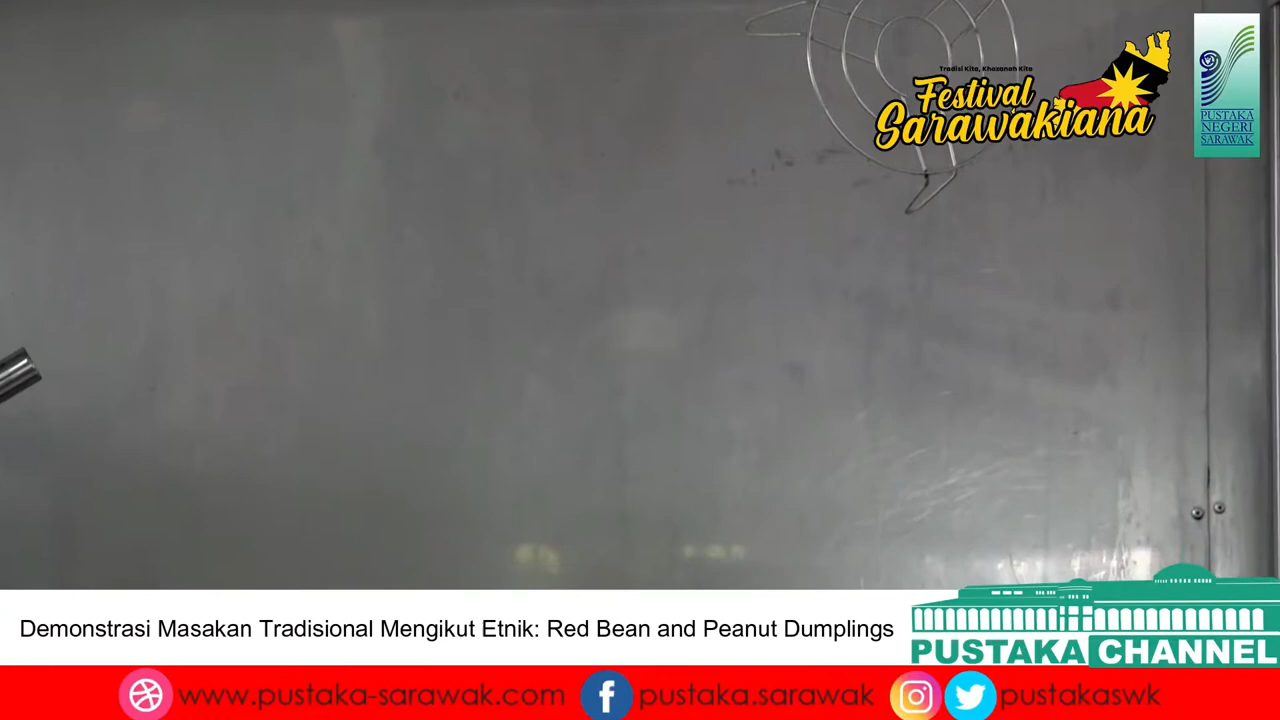 Tradisi Kita, Khazanah Kita
Festival
Sarawakiana
PUSTAKA
NEGERI
SARAWAK
Demonstrasi Masakan Tradisional Mengikut Etnik: Red Bean and Peanut Dumplings
PUSTAKA CHANNEL
www.pustaka-sarawak.com
pustaka.sarawak
pustakaswk